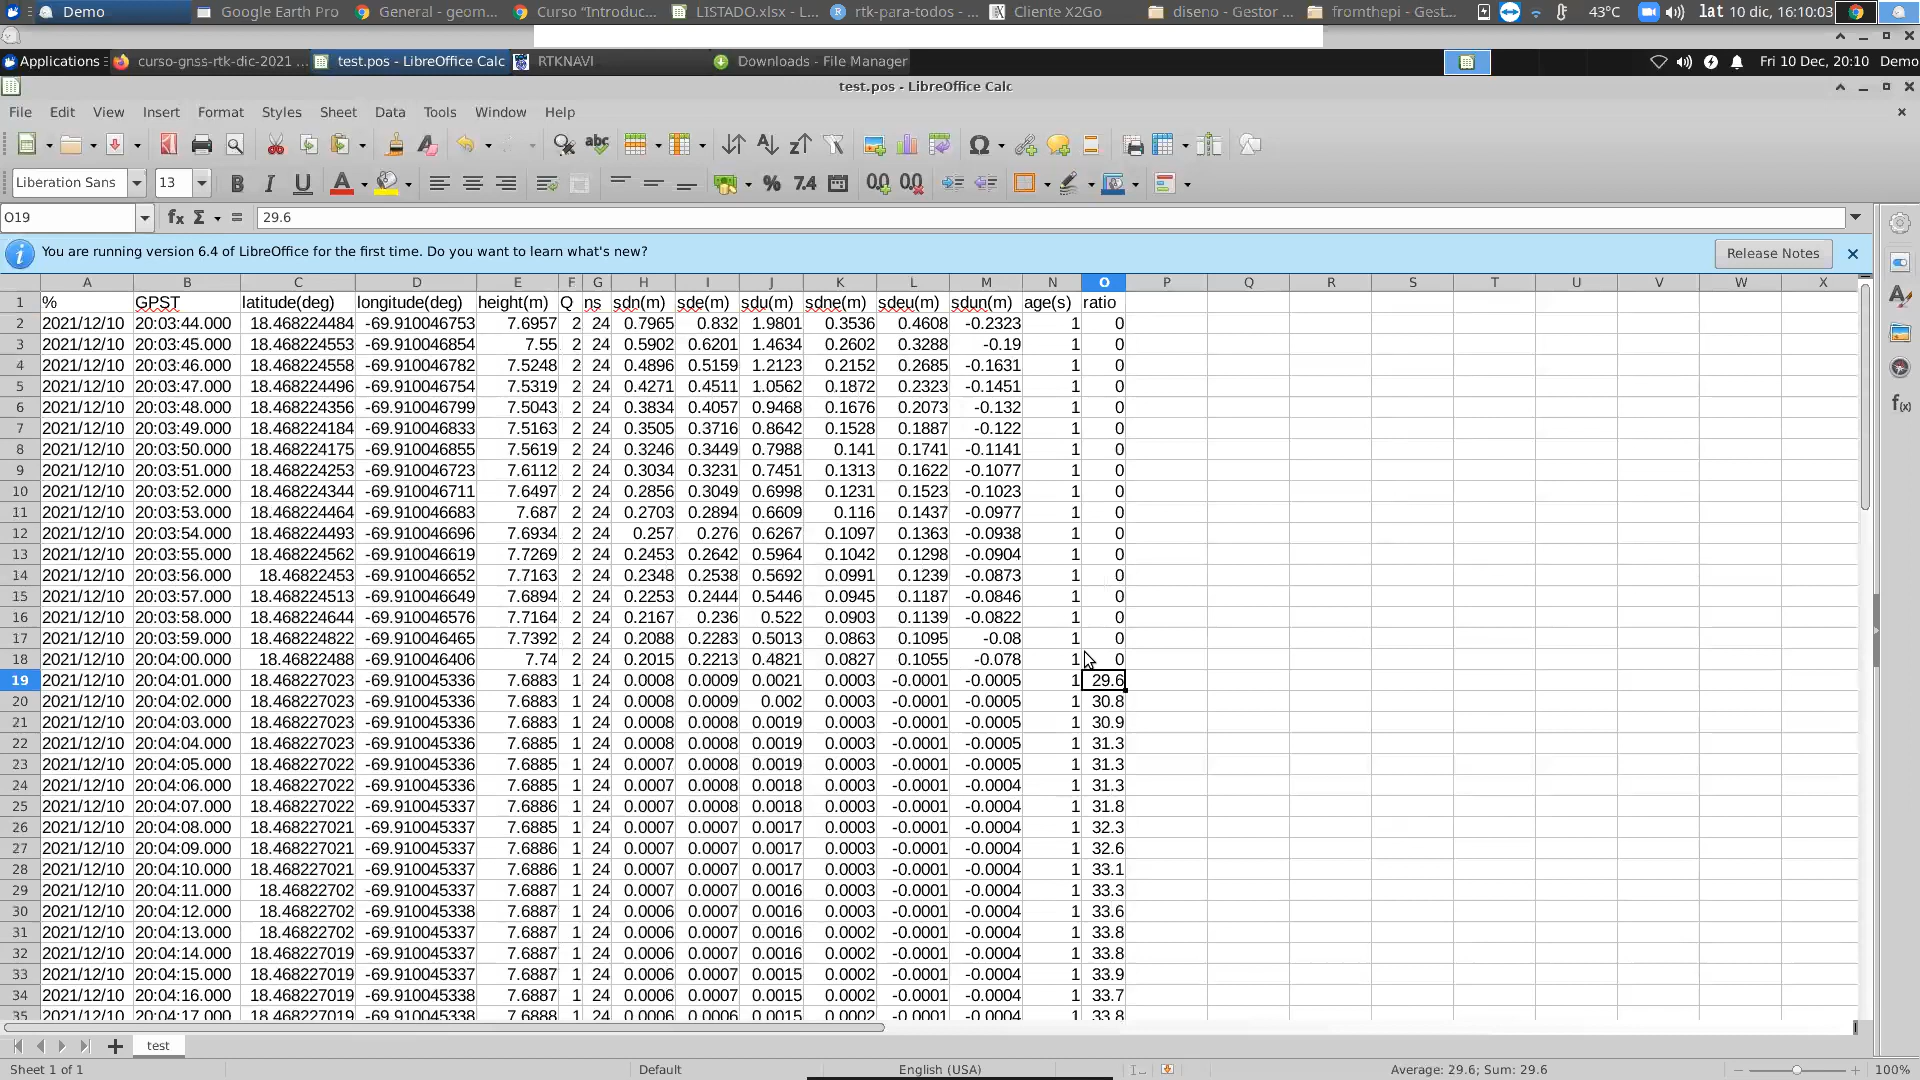 Demo Google Earth Pro General - geom... Curso “Introduc... LISTADO.xlsx - L... rtk-para-todos - ... Cliente X2Go diseno - Gestor ... fromthepi - Gest... 43°C lat 10 dic, 16:10:03
Applications curso-gnss-rtk-dic-2021 ... test.pos - LibreOffice Calc RTKNAVI Downloads - File Manager Fri 10 Dec, 20:10 Demo
test.pos - LibreOffice Calc
File Edit View Insert Format Styles Sheet Data Tools Window Help
Liberation Sans 13
O19 29.6
You are running version 6.4 of LibreOffice for the first time. Do you want to learn what's new? Release Notes
A B C D E F G H I J K L M N O P Q R S T U V W X
1 % GPST latitude(deg) longitude(deg) height(m) Q ns sdn(m) sde(m) sdu(m) sdne(m) sdeu(m) sdun(m) age(s) ratio
2 2021/12/10 20:03:44.000 18.468224484 -69.910046753 7.6957 2 24 0.7965 0.832 1.9801 0.3536 0.4608 -0.2323 1 0
3 2021/12/10 20:03:45.000 18.468224553 -69.910046854 7.55 2 24 0.5902 0.6201 1.4634 0.2602 0.3288 -0.19 1 0
4 2021/12/10 20:03:46.000 18.468224558 -69.910046782 7.5248 2 24 0.4896 0.5159 1.2123 0.2152 0.2685 -0.1631 1 0
5 2021/12/10 20:03:47.000 18.468224496 -69.910046754 7.5319 2 24 0.4271 0.4511 1.0562 0.1872 0.2323 -0.1451 1 0
6 2021/12/10 20:03:48.000 18.468224356 -69.910046799 7.5043 2 24 0.3834 0.4057 0.9468 0.1676 0.2073 -0.132 1 0
7 2021/12/10 20:03:49.000 18.468224184 -69.910046833 7.5163 2 24 0.3505 0.3716 0.8642 0.1528 0.1887 -0.122 1 0
8 2021/12/10 20:03:50.000 18.468224175 -69.910046855 7.5619 2 24 0.3246 0.3449 0.7988 0.141 0.1741 -0.1141 1 0
9 2021/12/10 20:03:51.000 18.468224253 -69.910046723 7.6112 2 24 0.3034 0.3231 0.7451 0.1313 0.1622 -0.1077 1 0
10 2021/12/10 20:03:52.000 18.468224344 -69.910046711 7.6497 2 24 0.2856 0.3049 0.6998 0.1231 0.1523 -0.1023 1 0
11 2021/12/10 20:03:53.000 18.468224464 -69.910046683 7.687 2 24 0.2703 0.2894 0.6609 0.116 0.1437 -0.0977 1 0
12 2021/12/10 20:03:54.000 18.468224493 -69.910046696 7.6934 2 24 0.257 0.276 0.6267 0.1097 0.1363 -0.0938 1 0
13 2021/12/10 20:03:55.000 18.468224562 -69.910046619 7.7269 2 24 0.2453 0.2642 0.5964 0.1042 0.1298 -0.0904 1 0
14 2021/12/10 20:03:56.000 18.46822453 -69.910046652 7.7163 2 24 0.2348 0.2538 0.5692 0.0991 0.1239 -0.0873 1 0
15 2021/12/10 20:03:57.000 18.468224513 -69.910046649 7.6894 2 24 0.2253 0.2444 0.5446 0.0945 0.1187 -0.0846 1 0
16 2021/12/10 20:03:58.000 18.468224644 -69.910046576 7.7164 2 24 0.2167 0.236 0.522 0.0903 0.1139 -0.0822 1 0
17 2021/12/10 20:03:59.000 18.468224822 -69.910046465 7.7392 2 24 0.2088 0.2283 0.5013 0.0863 0.1095 -0.08 1 0
18 2021/12/10 20:04:00.000 18.46822488 -69.910046406 7.74 2 24 0.2015 0.2213 0.4821 0.0827 0.1055 -0.078 1 0
19 2021/12/10 20:04:01.000 18.468227023 -69.910045336 7.6883 1 24 0.0008 0.0009 0.0021 0.0003 -0.0001 -0.0005 1 29.6
20 2021/12/10 20:04:02.000 18.468227023 -69.910045336 7.6883 1 24 0.0008 0.0009 0.002 0.0003 -0.0001 -0.0005 1 30.8
21 2021/12/10 20:04:03.000 18.468227023 -69.910045336 7.6883 1 24 0.0008 0.0008 0.0019 0.0003 -0.0001 -0.0005 1 30.9
22 2021/12/10 20:04:04.000 18.468227023 -69.910045336 7.6885 1 24 0.0008 0.0008 0.0019 0.0003 -0.0001 -0.0005 1 31.3
23 2021/12/10 20:04:05.000 18.468227022 -69.910045336 7.6885 1 24 0.0007 0.0008 0.0019 0.0003 -0.0001 -0.0005 1 31.3
24 2021/12/10 20:04:06.000 18.468227022 -69.910045336 7.6885 1 24 0.0007 0.0008 0.0018 0.0003 -0.0001 -0.0004 1 31.3
25 2021/12/10 20:04:07.000 18.468227022 -69.910045337 7.6886 1 24 0.0007 0.0008 0.0018 0.0003 -0.0001 -0.0004 1 31.8
26 2021/12/10 20:04:08.000 18.468227021 -69.910045337 7.6885 1 24 0.0007 0.0007 0.0017 0.0003 -0.0001 -0.0004 1 32.3
27 2021/12/10 20:04:09.000 18.468227021 -69.910045337 7.6886 1 24 0.0007 0.0007 0.0017 0.0003 -0.0001 -0.0004 1 32.6
28 2021/12/10 20:04:10.000 18.468227021 -69.910045337 7.6886 1 24 0.0007 0.0007 0.0017 0.0003 -0.0001 -0.0004 1 33.1
29 2021/12/10 20:04:11.000 18.46822702 -69.910045337 7.6887 1 24 0.0007 0.0007 0.0016 0.0003 -0.0001 -0.0004 1 33.3
30 2021/12/10 20:04:12.000 18.46822702 -69.910045338 7.6887 1 24 0.0006 0.0007 0.0016 0.0003 -0.0001 -0.0004 1 33.6
31 2021/12/10 20:04:13.000 18.46822702 -69.910045337 7.6887 1 24 0.0006 0.0007 0.0016 0.0002 -0.0001 -0.0004 1 33.8
32 2021/12/10 20:04:14.000 18.468227019 -69.910045337 7.6887 1 24 0.0006 0.0007 0.0016 0.0002 -0.0001 -0.0004 1 33.8
33 2021/12/10 20:04:15.000 18.468227019 -69.910045337 7.6887 1 24 0.0006 0.0007 0.0015 0.0002 -0.0001 -0.0004 1 33.9
34 2021/12/10 20:04:16.000 18.468227019 -69.910045338 7.6887 1 24 0.0006 0.0007 0.0015 0.0002 -0.0001 -0.0004 1 33.7
35 2021/12/10 20:04:17.000 18.468227019 -69.910045338 7.6888 1 24 0.0006 0.0006 0.0015 0.0002 -0.0001 -0.0004 1 33.8
test
Sheet 1 of 1 Default English (USA) Average: 29.6; Sum: 29.6 100%